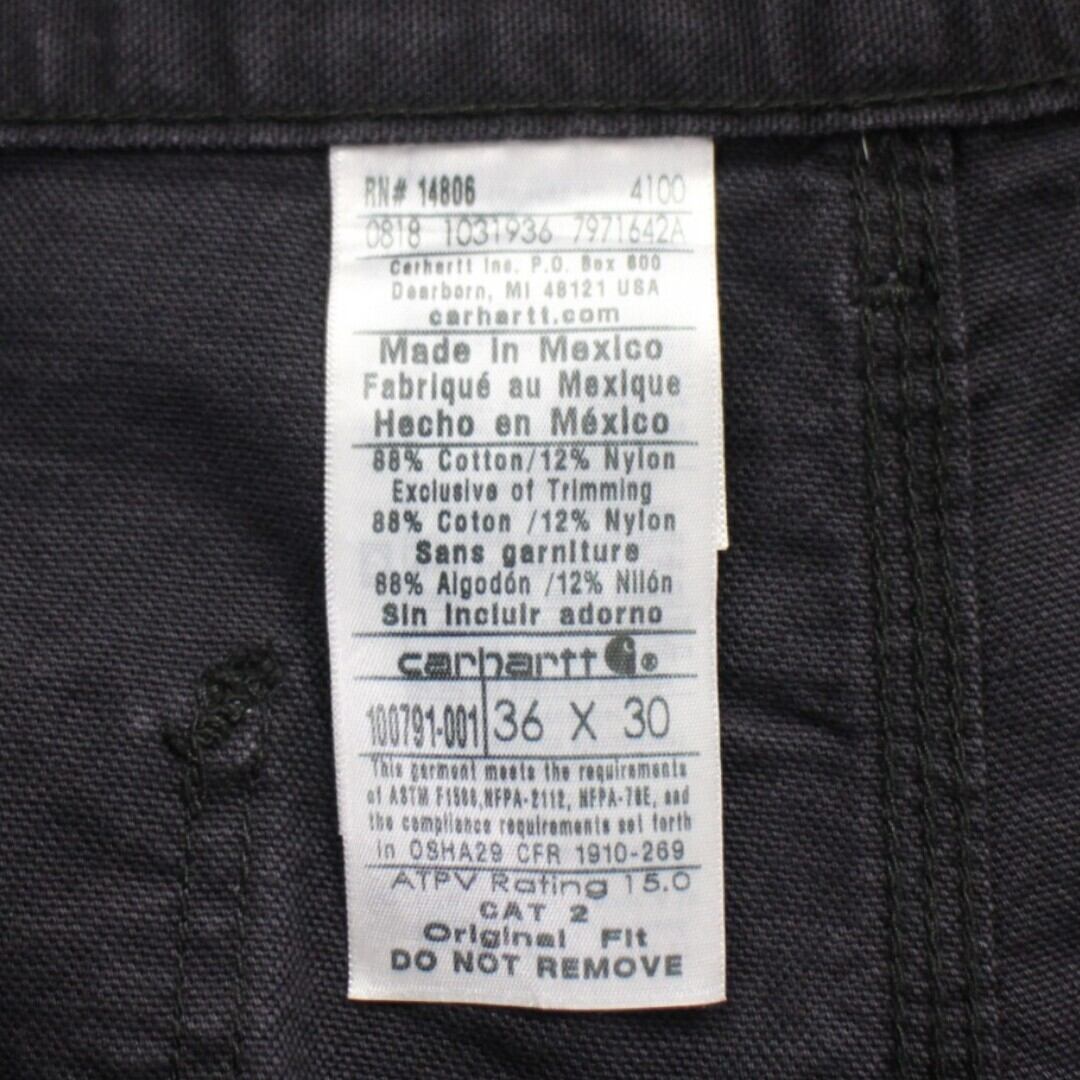 RN# 14806 4100
0818 1031936 7971642A
Carhartt Inc. P.O. Box 600
Dearborn, MI 48121 USA
carhartt.com
Made in Mexico
Fabriqué au Mexique
Hecho en México
88% Cotton/12% Nylon
Exclusive of Trimming
88% Coton /12% Nylon
Sans garniture
88% Algodón /12% Nilón
Sin Incluir adorno
carhartt ®
100791-001 36 X 30
This garment meets the requirements
of ASTM F1506, NFPA-2112, NFPA-70E, and
the compliance requirements set forth
in OSHA29 CFR 1910-269
ATPV Rating 15.0
CAT 2
Original Fit
DO NOT REMOVE